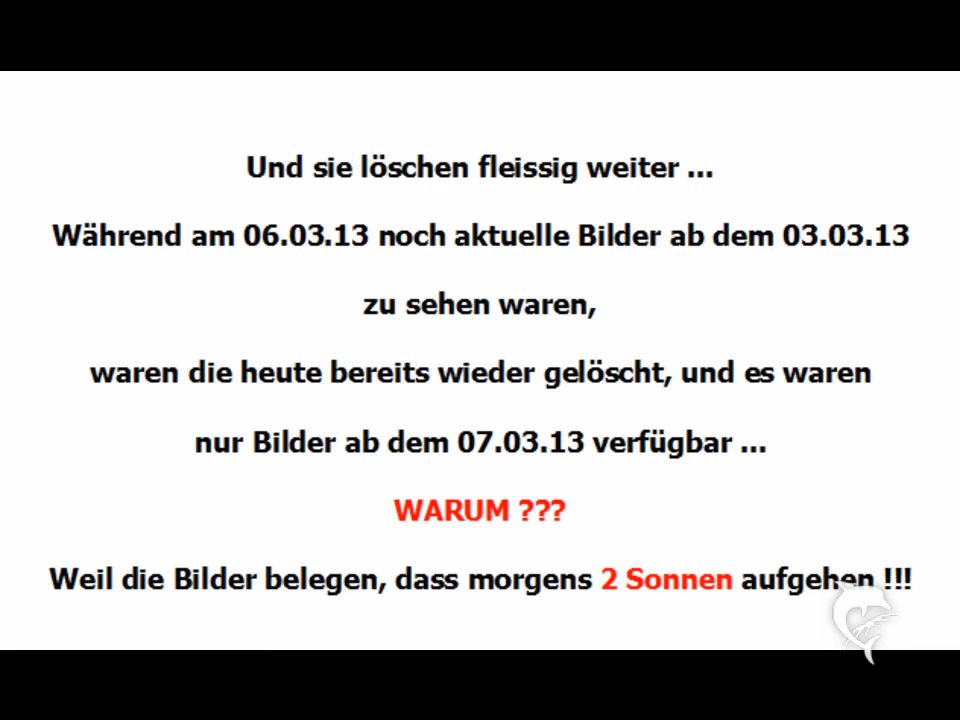 Und sie löschen fleissig weiter ...
Während am 06.03.13 noch aktuelle Bilder ab dem 03.03.13
zu sehen waren,
waren die heute bereits wieder gelöscht, und es waren
nur Bilder ab dem 07.03.13 verfügbar ...
WARUM ???
Weil die Bilder belegen, dass morgens 2 Sonnen aufgehen !!!